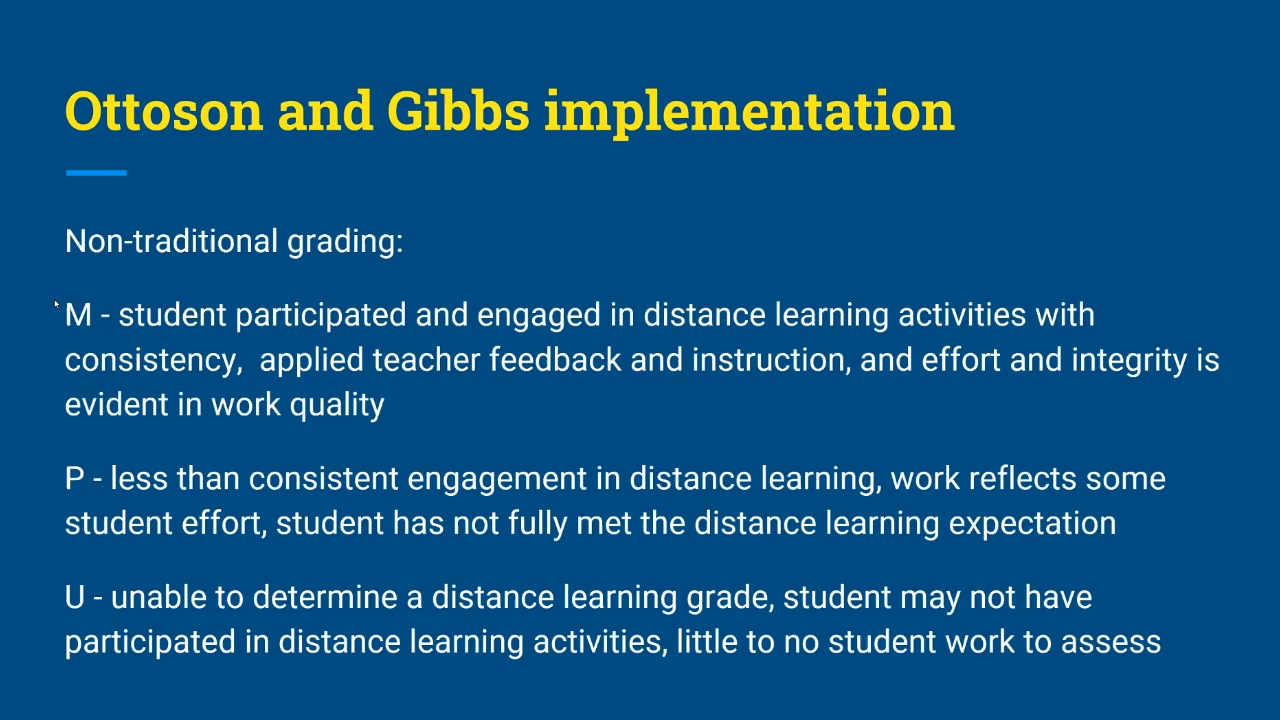 Ottoson and Gibbs implementation
Non-traditional grading:
M - student participated and engaged in distance learning activities with
consistency,  applied teacher feedback and instruction, and effort and integrity is
evident in work quality
P - less than consistent engagement in distance learning, work reflects some
student effort, student has not fully met the distance learning expectation
U - unable to determine a distance learning grade, student may not have
participated in distance learning activities, little to no student work to assess